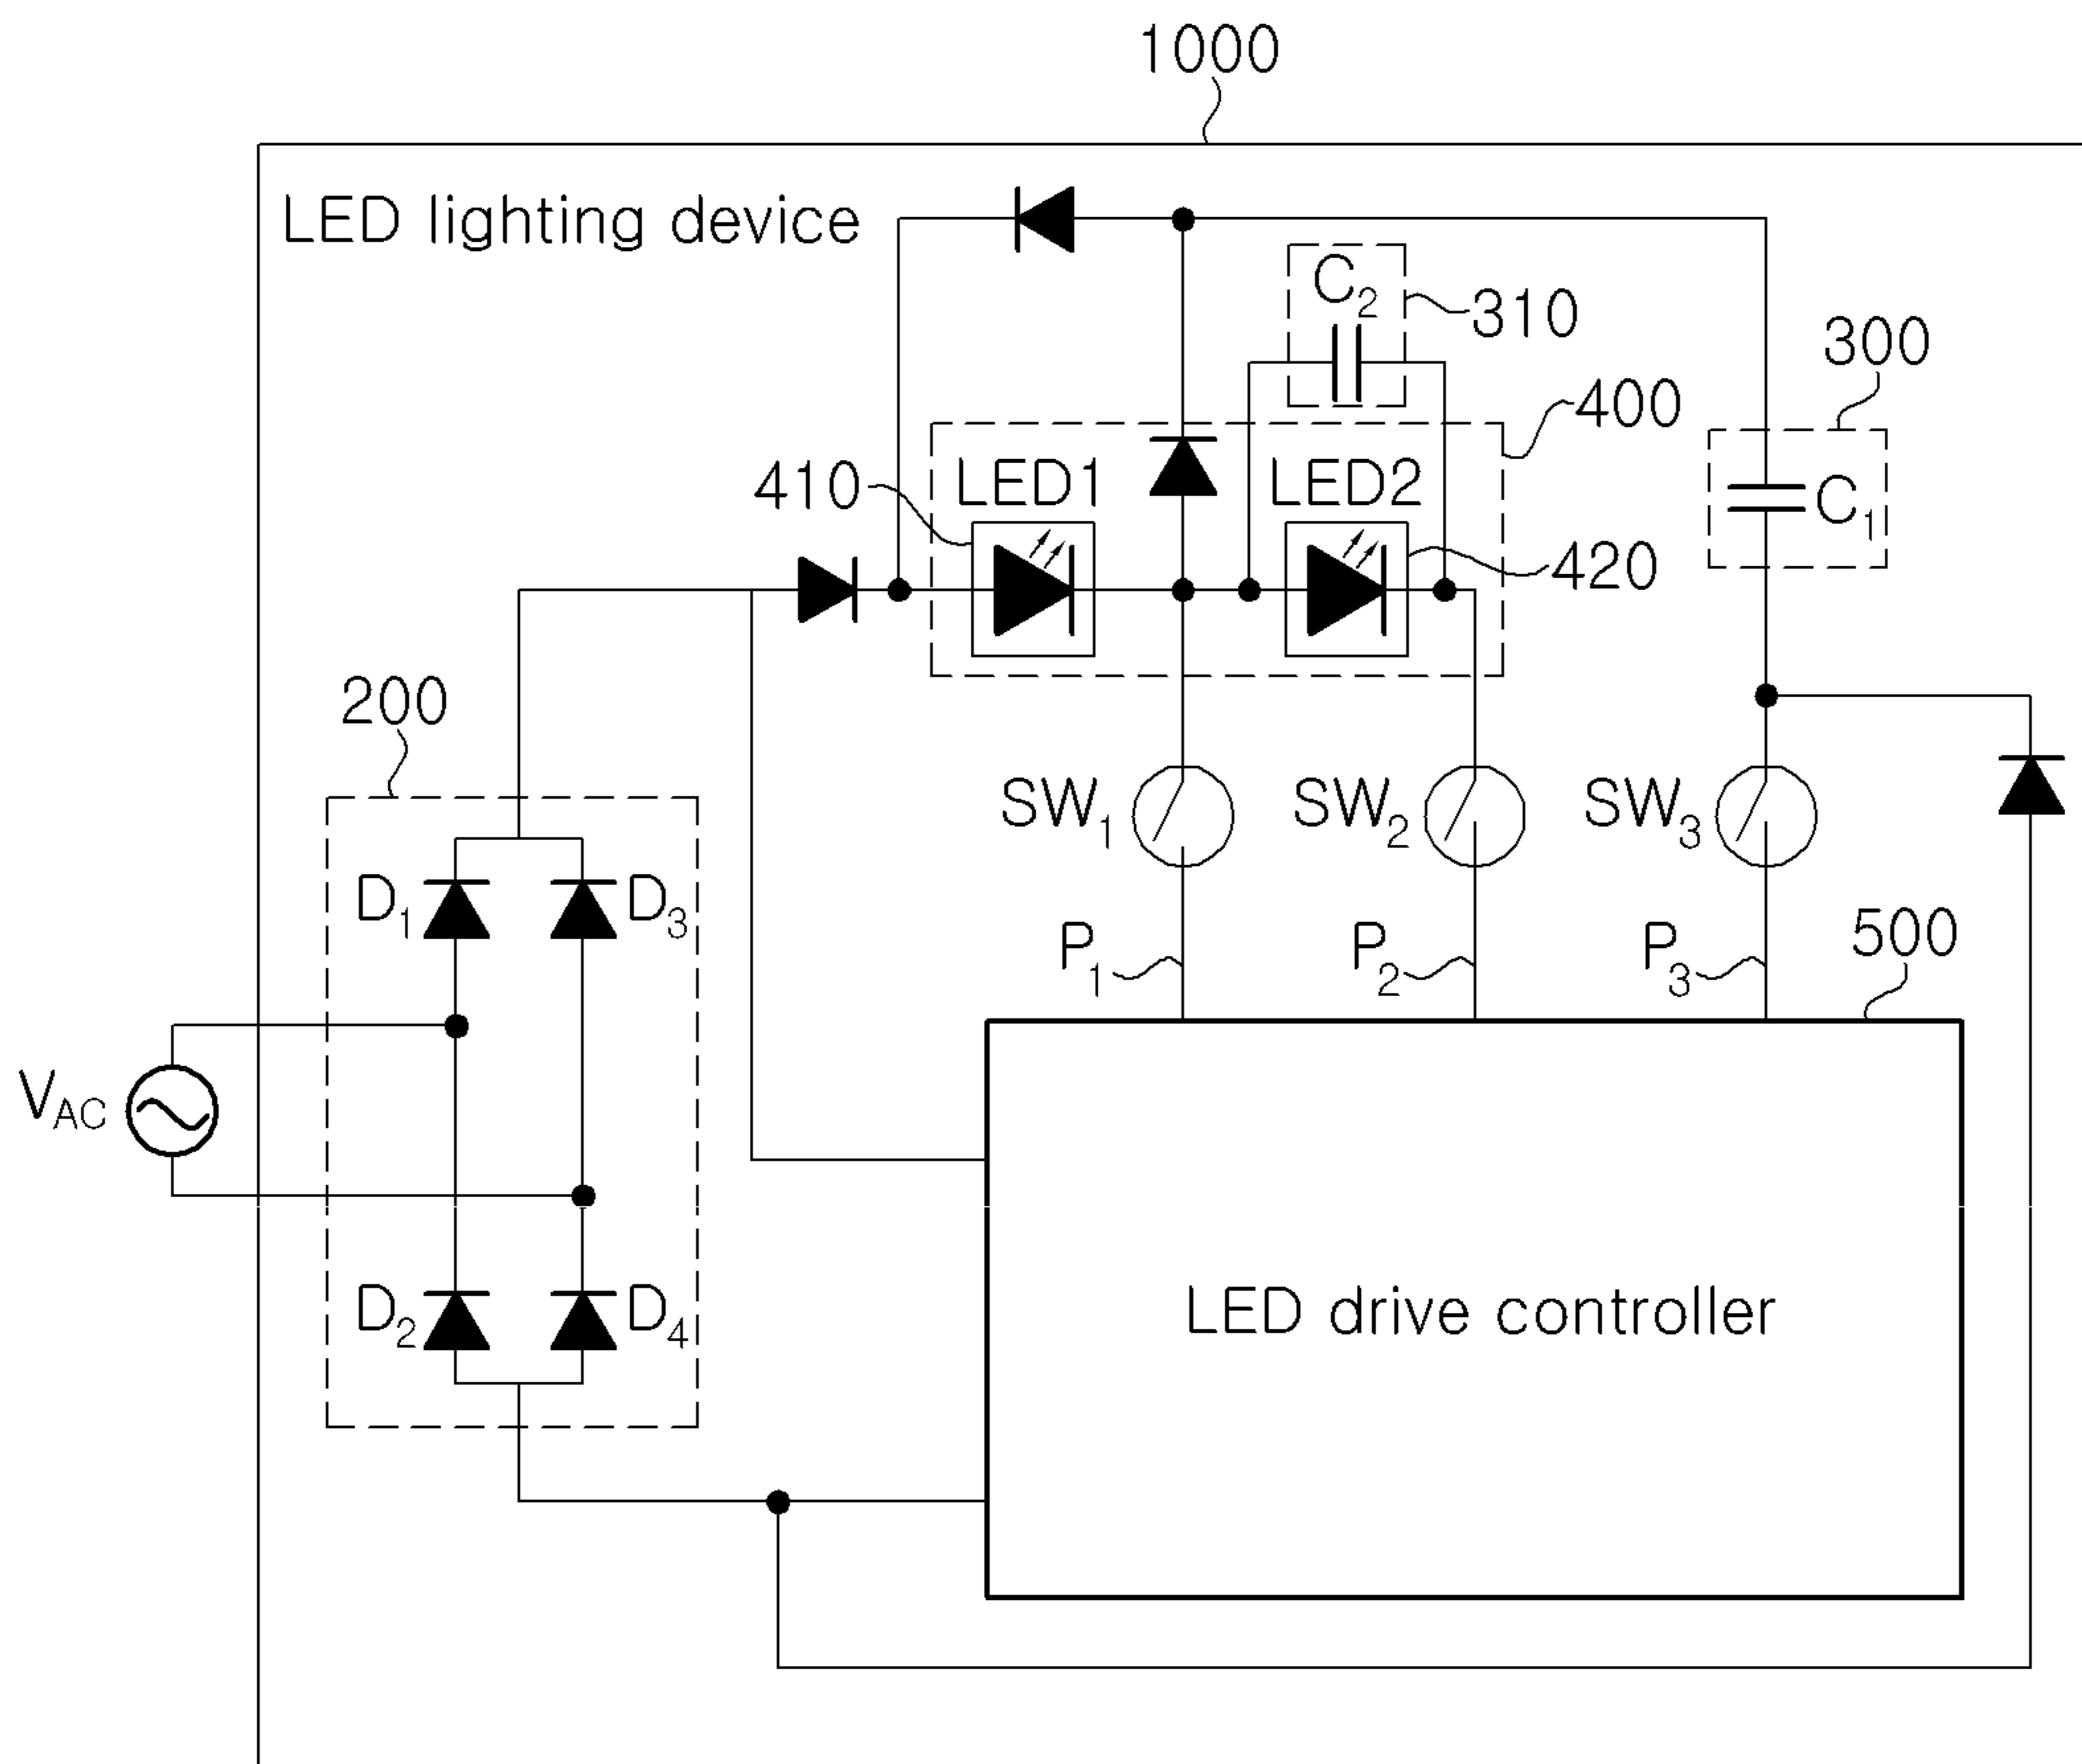 1000
LED lighting device
C2
310
300
400
410
LED1
LED2
C1
420
200
SW1
SW2
SW3
D1
D3
P1
P2
P3
500
VAC
D2
D4
LED drive controller